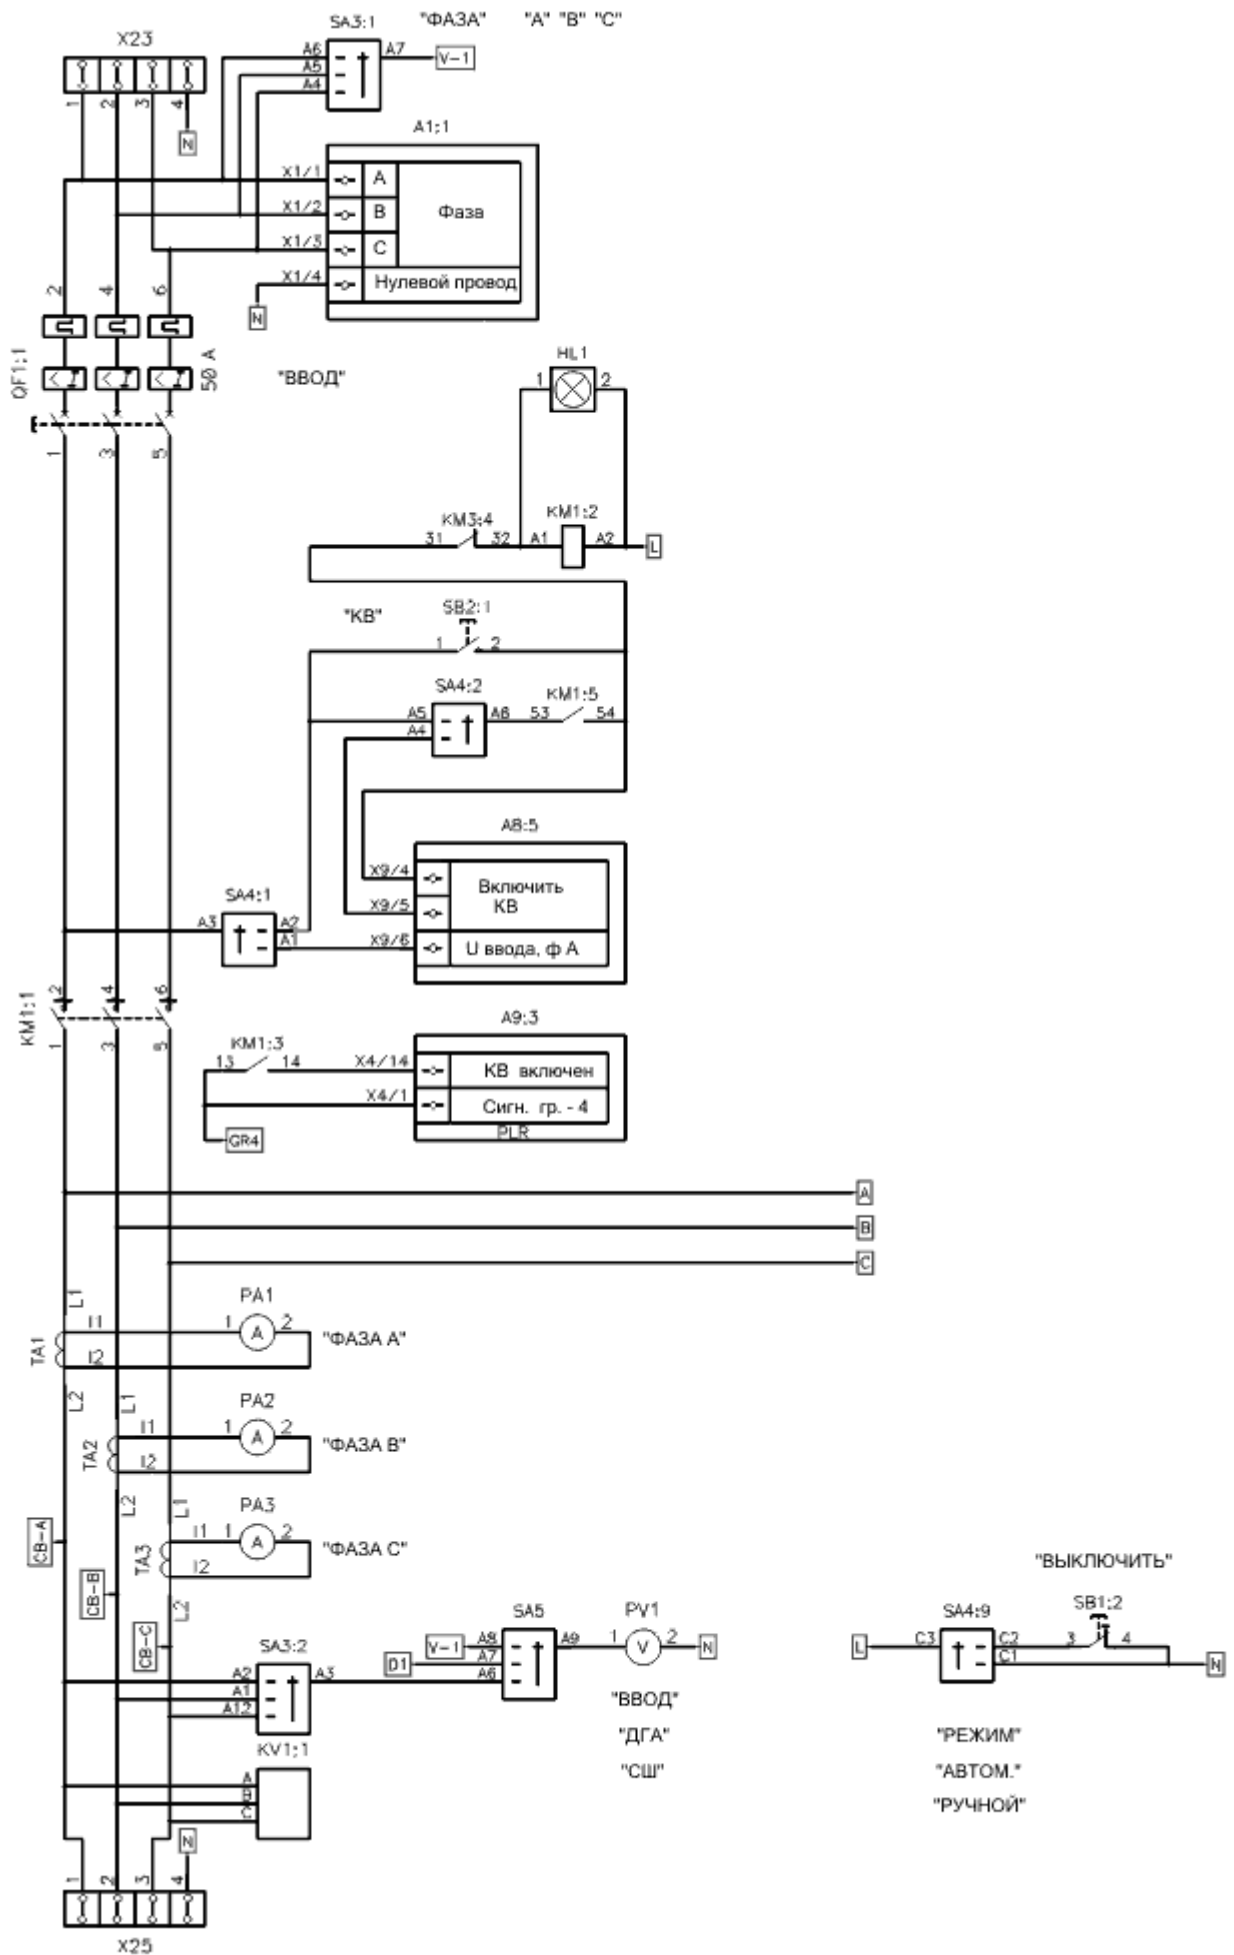 SA3:1 "ФАЗА" "A" "B" "C"
X23
A6 A7 V-1
A5
A4
1 2 3 4
N
A1:1
X1/1 A
X1/2 B Фаза
X1/3 C
X1/4 Нулевой провод
N
2 4 6
QF1:1 50 A
"ВВОД"
HL1
1 2
1 3 5
KM3:4 KM1:2
31 32 A1 A2 L
"КВ"
SB2:1
1 2
SA4:2 KM1:5
A5 A6 53 54
A4
A8:5
X9/4 Включить
X9/5 КВ
X9/6 U ввода, ф А
SA4:1
A3 A2
A1
KM1:1
2 4 6
1 3 5
A9:3
KM1:3
13 14 X4/14 КВ включен
X4/1 Сигн. гр. - 4
PLR
GR4
A
B
C
L1 PA1
TA1 I1 1 A 2 "ФАЗА А"
I2
L2 L1 PA2
TA2 I1 1 A 2 "ФАЗА В"
I2
L2 L1 PA3
CB-A TA3 I1 1 A 2 "ФАЗА С"
I2
CB-B L2
CB-C
SA3:2
A2 A3
A1
A12
SA5 PV1
V-1 A8 A9 1 V 2 N
D1 A7
A6
"ВВОД"
"ДГА"
"СШ"
"ВЫКЛЮЧИТЬ"
SA4:9 SB1:2
L C3 C2 3 4
C1 N
"РЕЖИМ"
"АВТОМ."
"РУЧНОЙ"
KV1:1
A
B
C
N
1 2 3 4
X25